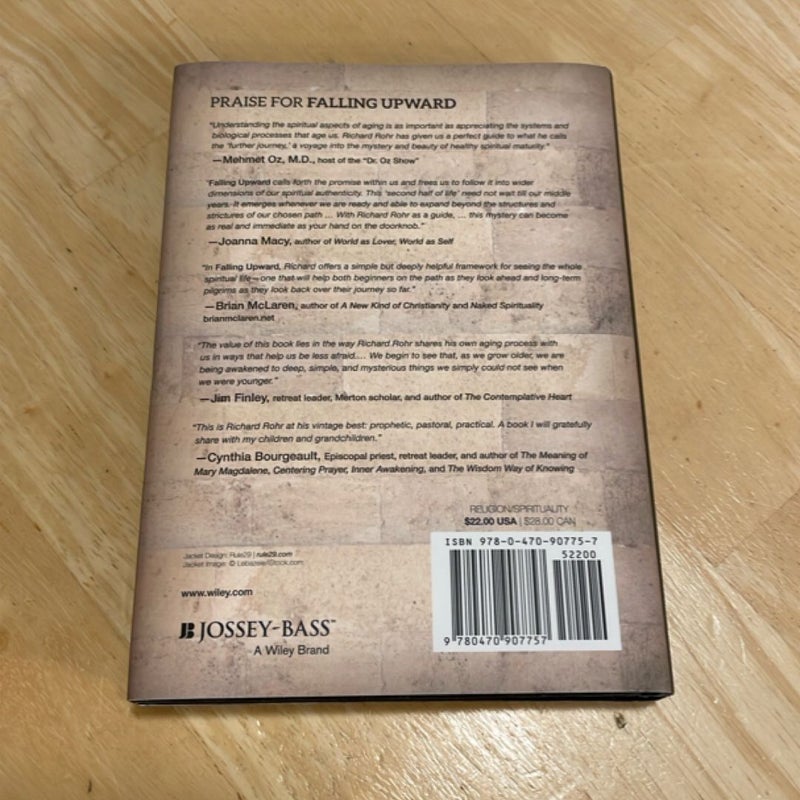 PRAISE FOR FALLING UPWARD
"Understanding the spiritual aspects of aging is as important as appreciating the systems and
biological processes that age us. Richard Rohr has given us a perfect guide to what he calls
the 'further journey,' a voyage into the mystery and beauty of healthy spiritual maturity."
—Mehmet Oz, M.D., host of the "Dr. Oz Show"
"Falling Upward calls forth the promise within us and frees us to follow it into wider
dimensions of our spiritual authenticity. This 'second half of life' need not wait till our middle
years. It emerges whenever we are ready and able to expand beyond the structures and
strictures of our chosen path ... With Richard Rohr as a guide, ... this mystery can become
as real and immediate as your hand on the doorknob."
—Joanna Macy, author of World as Lover, World as Self
"In Falling Upward, Richard offers a simple but deeply helpful framework for seeing the whole
spiritual life—one that will help both beginners on the path as they look ahead and long-term
pilgrims as they look back over their journey so far."
—Brian McLaren, author of A New Kind of Christianity and Naked Spirituality
brianmclaren.net
"The value of this book lies in the way Richard Rohr shares his own aging process with
us in ways that help us be less afraid.... We begin to see that, as we grow older, we are
being awakened to deep, simple, and mysterious things we simply could not see when
we were younger."
—Jim Finley, retreat leader, Merton scholar, and author of The Contemplative Heart
"This is Richard Rohr at his vintage best: prophetic, pastoral, practical. A book I will gratefully
share with my children and grandchildren."
—Cynthia Bourgeault, Episcopal priest, retreat leader, and author of The Meaning of
Mary Magdalene, Centering Prayer, Inner Awakening, and The Wisdom Way of Knowing
RELIGION/SPIRITUALITY
$22.00 USA | $28.00 CAN
ISBN 978-0-470-90775-7
52200
9 780470 907757
Jacket Design: Rule29 | rule29.com
Jacket Image: ©
www.wiley.com
JB JOSSEY-BASS™
A Wiley Brand